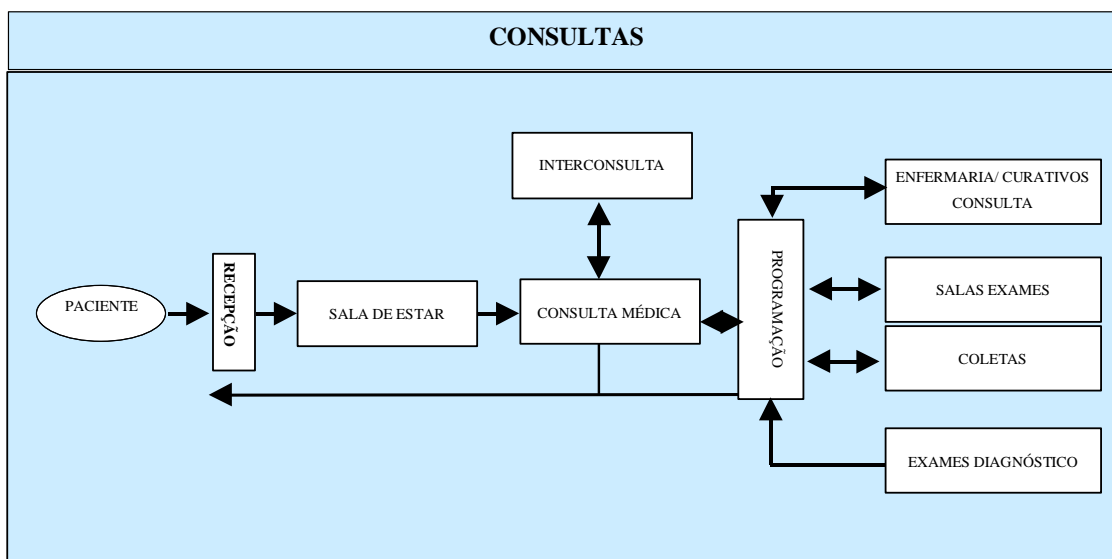 CONSULTAS
INTERCONSULTA
ENFERMARIA/ CURATIVOS
CONSULTA
PACIENTE
RECEPÇÃO
SALA DE ESTAR
CONSULTA MÉDICA
PROGRAMAÇÃO
SALAS EXAMES
COLETAS
EXAMES DIAGNÓSTICO